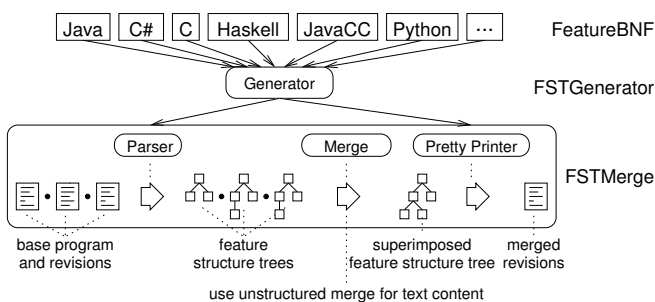 Java C# C Haskell JavaCC Python ... FeatureBNF
Generator FSTGenerator
Parser Merge Pretty Printer
FSTMerge
base program
and revisions
feature
structure trees
superimposed
feature structure tree
merged
revisions
use unstructured merge for text content